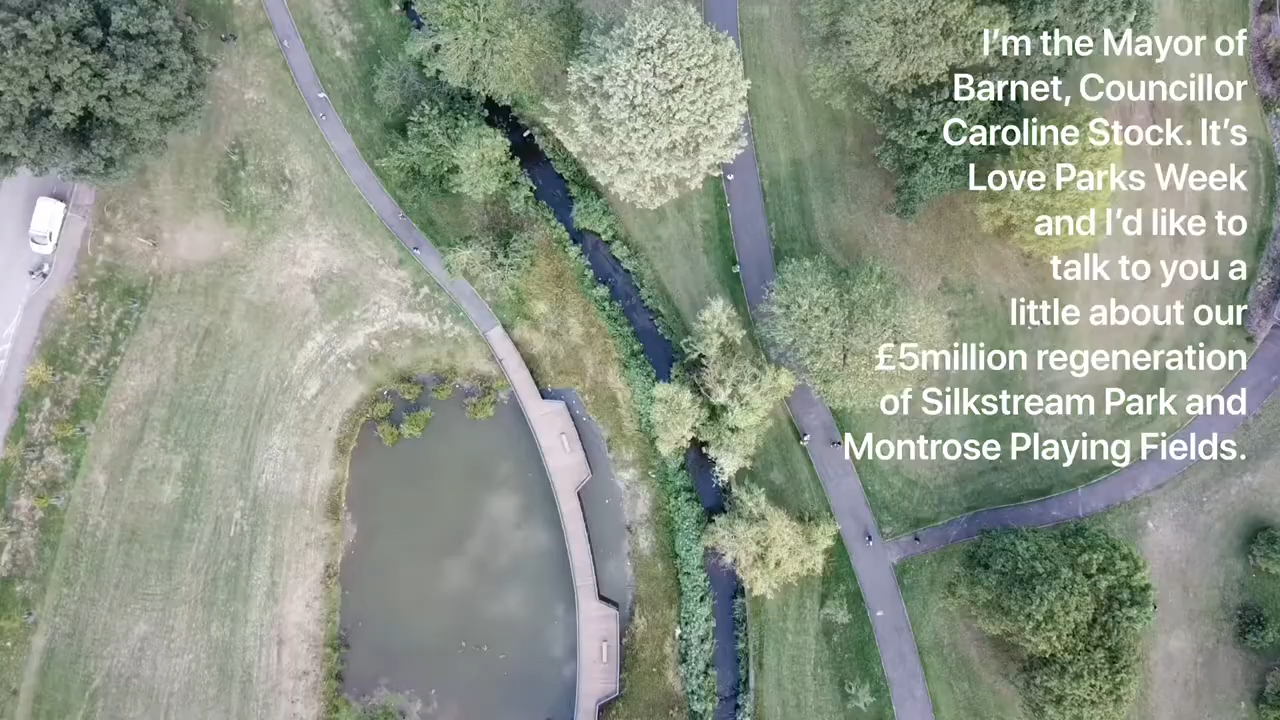 I’m the Mayor of
Barnet, Councillor
Caroline Stock. It’s
Love Parks Week
and I’d like to
talk to you a
little about our
£5million regeneration
of Silkstream Park and
Montrose Playing Fields.